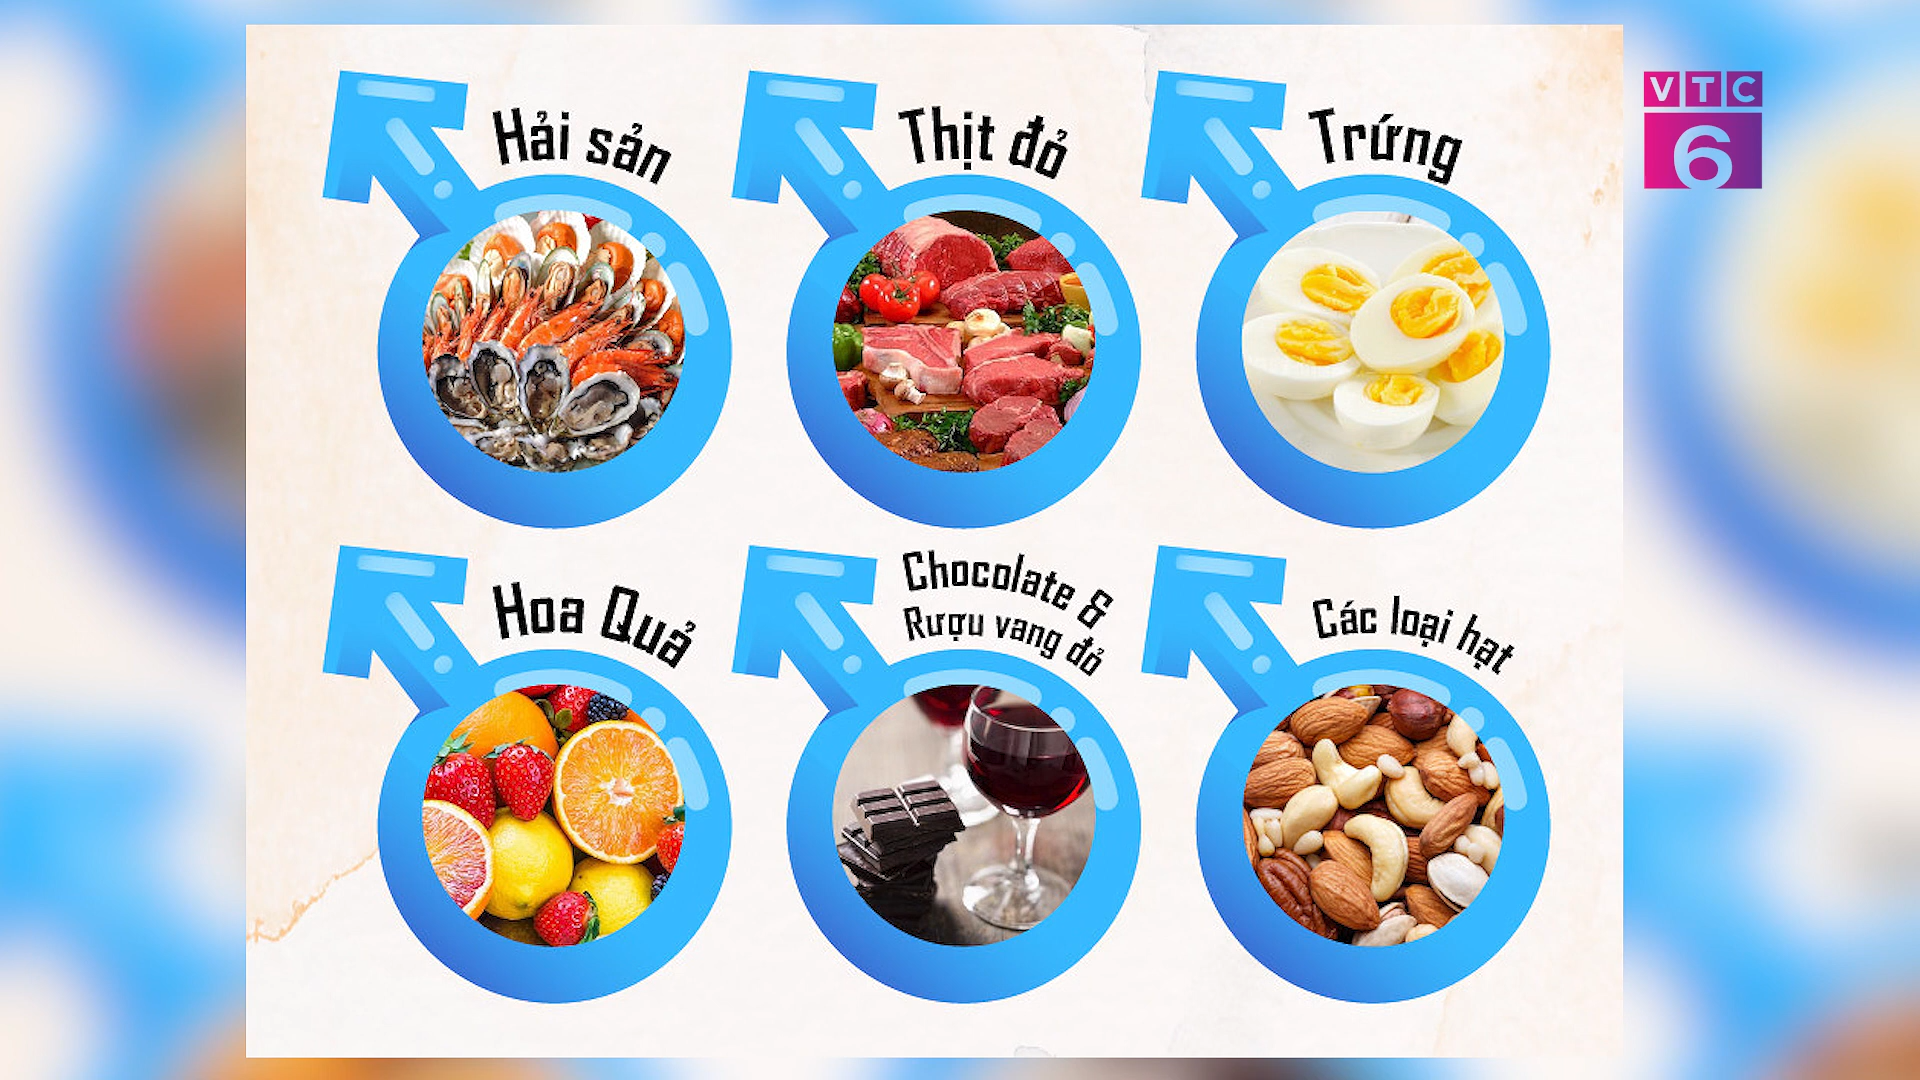 Hải sản
Thịt đỏ
Trứng
VTC
6
Hoa Quả
Chocolate &
Rượu vang đỏ
Các loại hạt